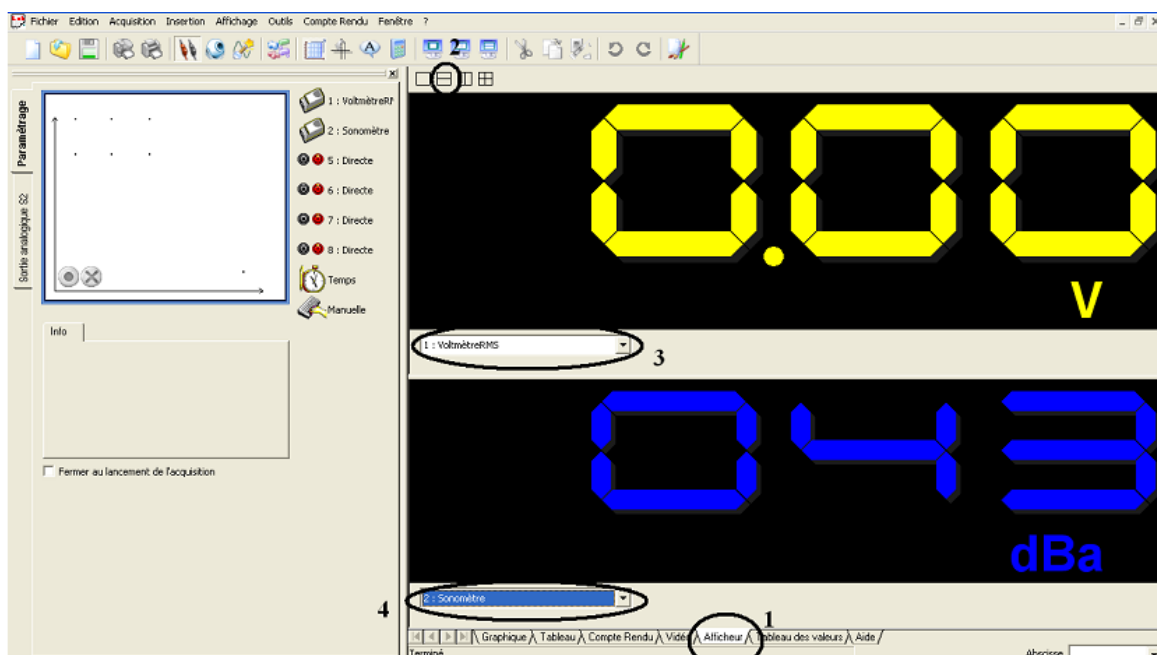 Fichier Edition Acquisition Insertion Affichage Outils Compte Rendu Fenêtre ?
2
Paramétrage
Sortie analogique S2
1 : VoltmètreRM
2 : Sonomètre
5 : Directe
6 : Directe
7 : Directe
8 : Directe
Temps
Manuelle
Info
Fermer au lancement de l'acquisition
0.00
V
1 : VoltmètreRMS
3
043
dBa
4
2 : Sonomètre
1
Graphique Tableau Compte Rendu Vidéo Afficheur Tableau des valeurs Aide
Terminé
Abscisse